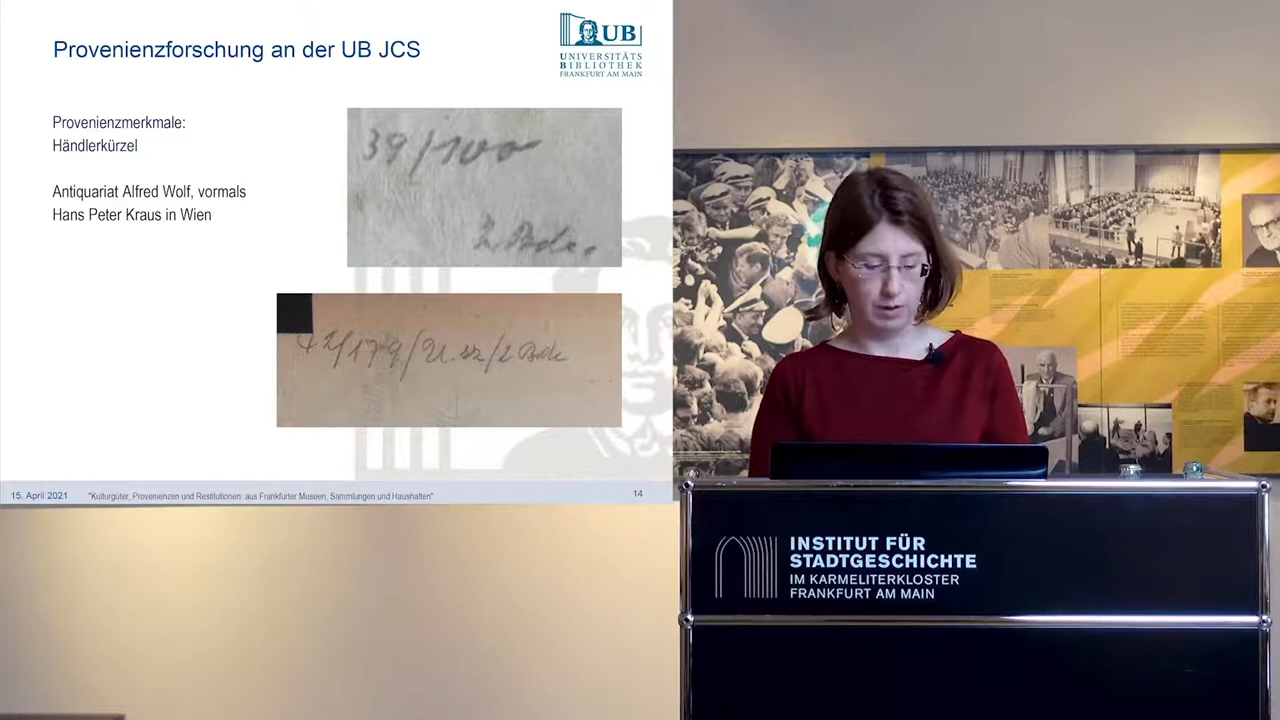 Provenienzforschung an der UB JCS
UB
UNIVERSITÄTS
BIBLIOTHEK
FRANKFURT AM MAIN
Provenienzmerkmale:
Händlerkürzel
Antiquariat Alfred Wolf, vormals
Hans Peter Kraus in Wien
39/100
2 Bde.
15. April 2021
"Kulturgüter, Provenienzen und Restitutionen: aus Frankfurter Museen, Sammlungen und Haushalten"
14
INSTITUT FÜR
STADTGESCHICHTE
IM KARMELITERKLOSTER
FRANKFURT AM MAIN